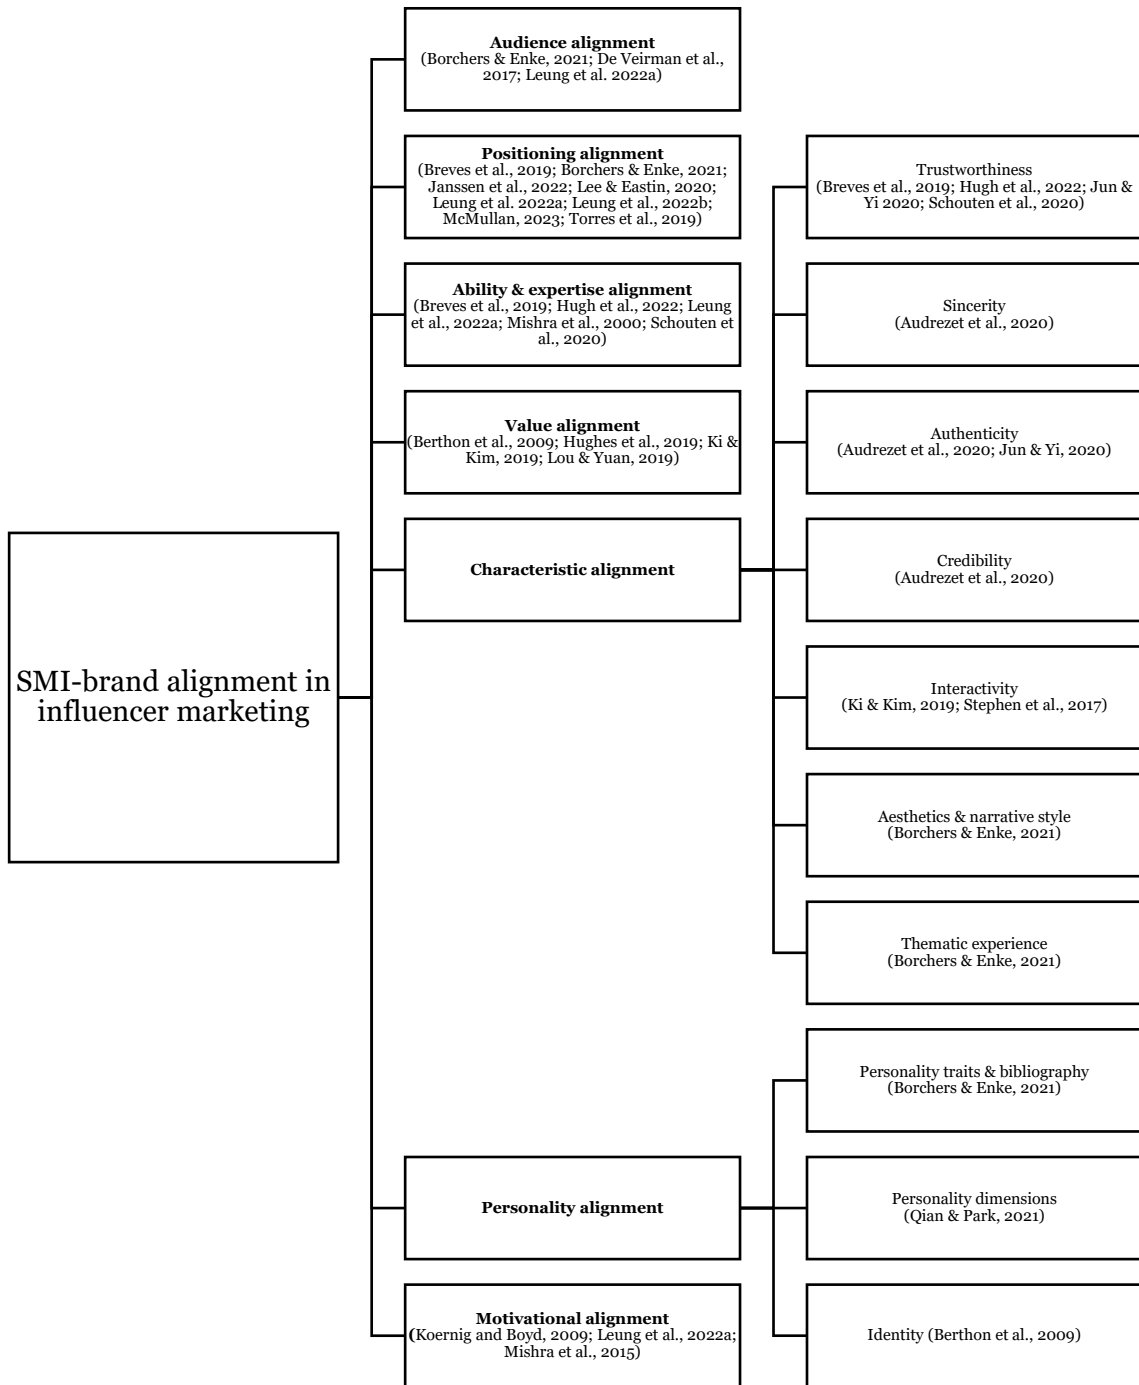 SMI-brand alignment in
influencer marketing
Audience alignment
(Borchers & Enke, 2021; De Veirman et al.,
2017; Leung et al. 2022a)
Positioning alignment
(Breves et al., 2019; Borchers & Enke, 2021;
Janssen et al., 2022; Lee & Eastin, 2020;
Leung et al. 2022a; Leung et al., 2022b;
McMullan, 2023; Torres et al., 2019)
Ability & expertise alignment
(Breves et al., 2019; Hugh et al., 2022; Leung
et al., 2022a; Mishra et al., 2000; Schouten et
al., 2020)
Value alignment
(Berthon et al., 2009; Hughes et al., 2019; Ki &
Kim, 2019; Lou & Yuan, 2019)
Characteristic alignment
Trustworthiness
(Breves et al., 2019; Hugh et al., 2022; Jun
& Yi 2020; Schouten et al., 2020)
Sincerity
(Audrezet et al., 2020)
Authenticity
(Audrezet et al., 2020; Jun & Yi, 2020)
Credibility
(Audrezet et al., 2020)
Interactivity
(Ki & Kim, 2019; Stephen et al., 2017)
Aesthetics & narrative style
(Borchers & Enke, 2021)
Thematic experience
(Borchers & Enke, 2021)
Personality alignment
Personality traits & bibliography
(Borchers & Enke, 2021)
Personality dimensions
(Qian & Park, 2021)
Identity (Berthon et al., 2009)
Motivational alignment
(Koernig and Boyd, 2009; Leung et al., 2022a;
Mishra et al., 2015)